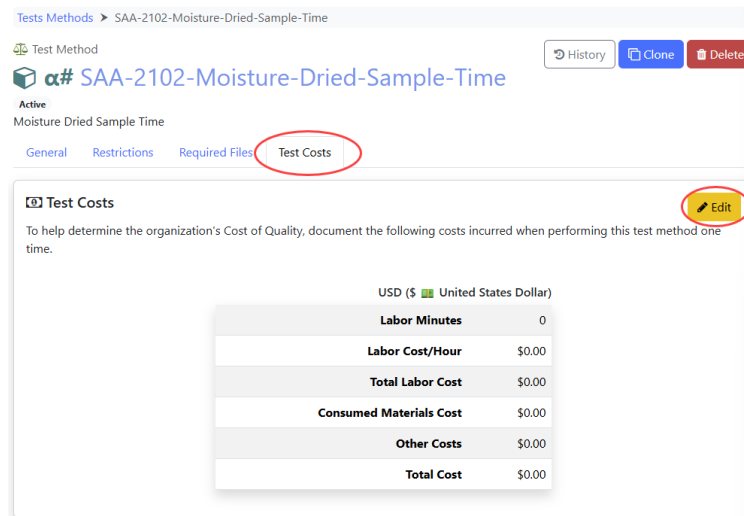 Tests Methods ➤ SAA-2102-Moisture-Dried-Sample-Time
Test Method
History
Clone
Delete
α# SAA-2102-Moisture-Dried-Sample-Time
Active
Moisture Dried Sample Time
General Restrictions Required Files Test Costs
Test Costs
Edit
To help determine the organization's Cost of Quality, document the following costs incurred when performing this test method one
time.
USD ($ 💵 United States Dollar)
Labor Minutes 0
Labor Cost/Hour $0.00
Total Labor Cost $0.00
Consumed Materials Cost $0.00
Other Costs $0.00
Total Cost $0.00